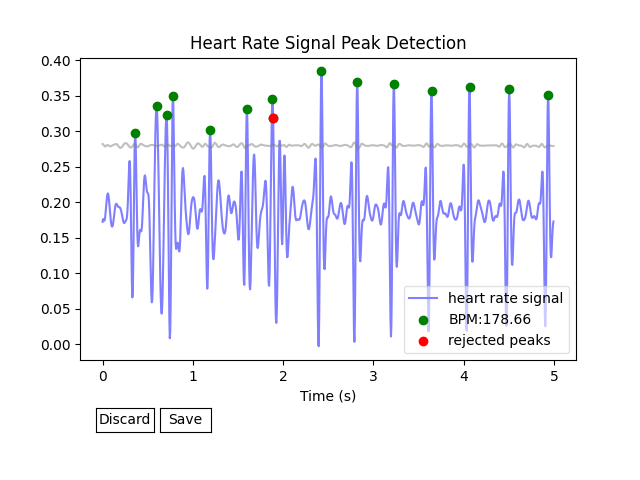 Heart Rate Signal Peak Detection
0.40
0.35
0.30
0.25
0.20
0.15
0.10
0.05
0.00
heart rate signal
BPM:178.66
rejected peaks
0 1 2 3 4 5
Time (s)
Discard Save